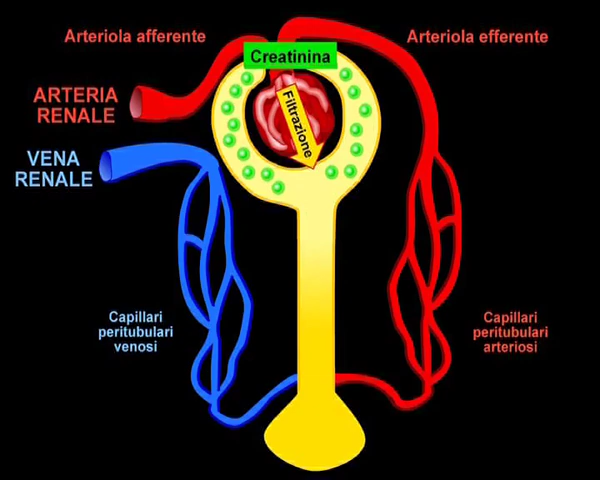 Arteriola afferente
Arteriola efferente
Creatinina
Filtrazione
ARTERIA
RENALE
VENA
RENALE
Capillari
peritubulari
venosi
Capillari
peritubulari
arteriosi